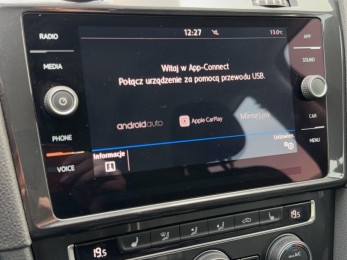 RADIO
MEDIA
PHONE
VOICE
12:27
13.0°C
Witaj w App-Connect
Połącz urządzenie za pomocą przewodu USB.
androidauto
Apple CarPlay
MirrorLink
Informacje
Ustawienia
APP
SOUND
CAR
MENU
19.5
19.5